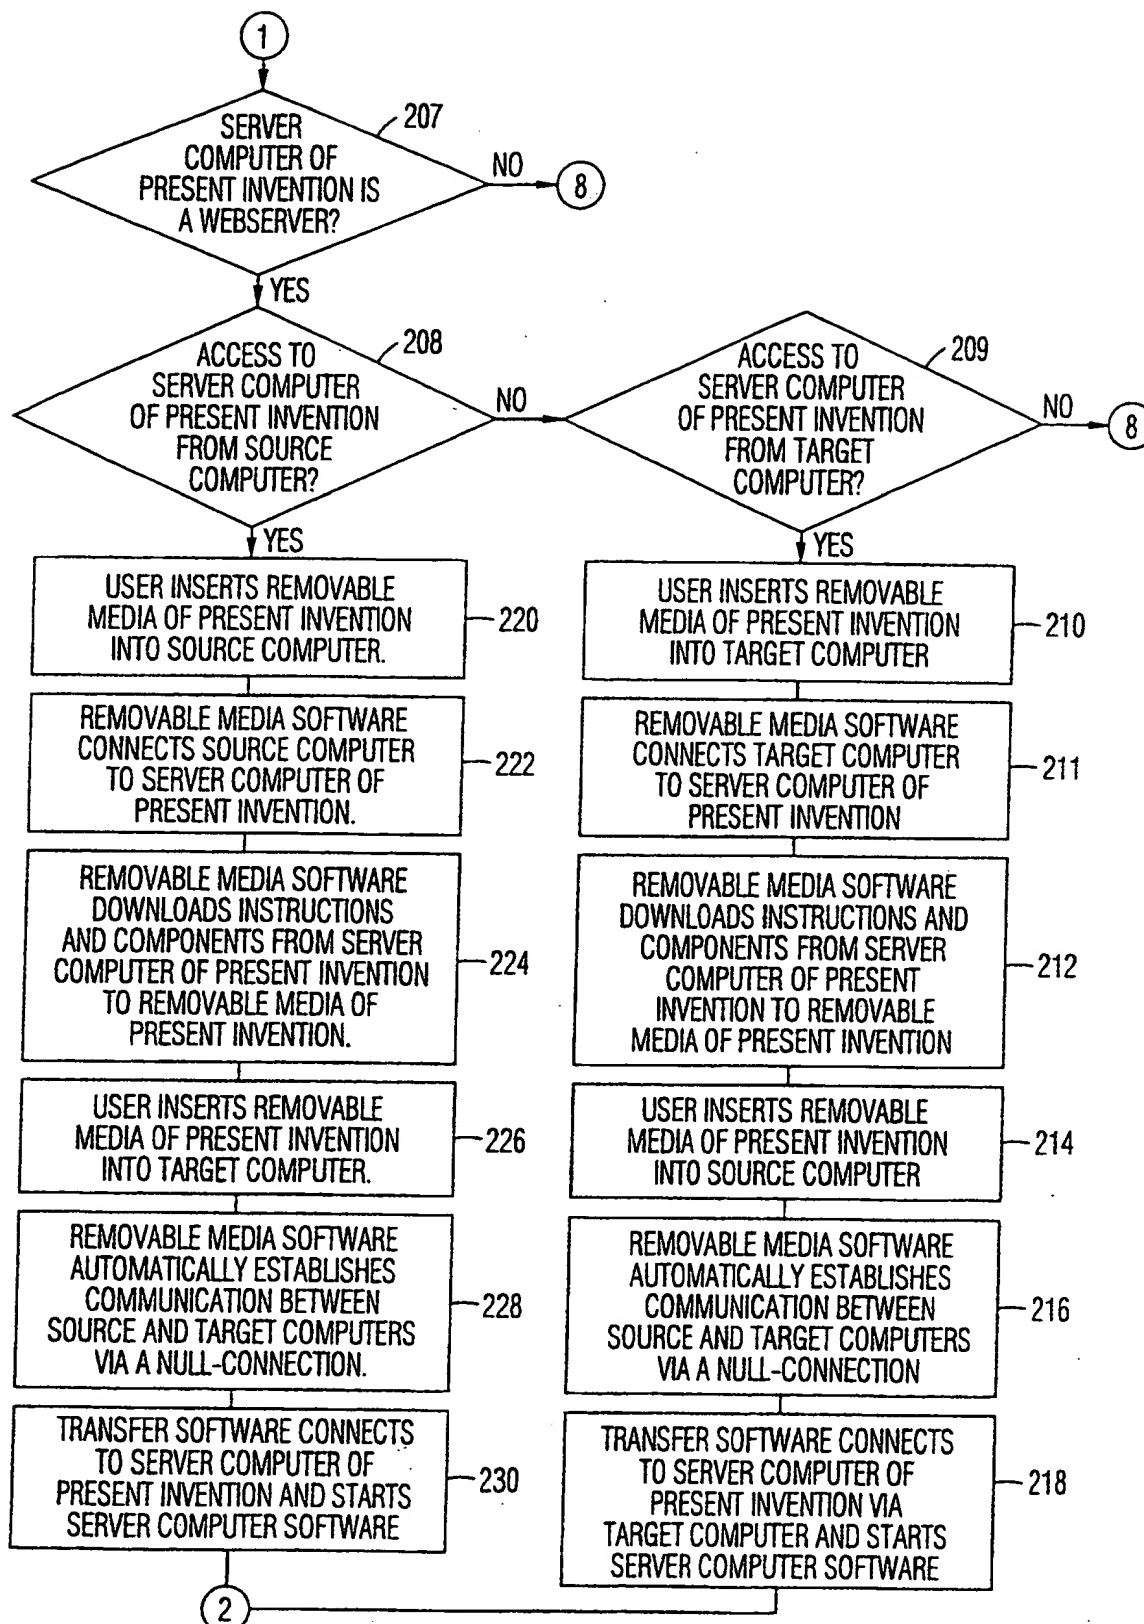 1
SERVER
COMPUTER OF
PRESENT INVENTION IS
A WEBSERVER?
207
NO
8
YES
ACCESS TO
SERVER COMPUTER
OF PRESENT INVENTION
FROM SOURCE
COMPUTER?
208
NO
ACCESS TO
SERVER COMPUTER
OF PRESENT INVENTION
FROM TARGET
COMPUTER?
209
NO
8
YES
USER INSERTS REMOVABLE
MEDIA OF PRESENT INVENTION
INTO SOURCE COMPUTER.
220
REMOVABLE MEDIA SOFTWARE
CONNECTS SOURCE COMPUTER
TO SERVER COMPUTER OF
PRESENT INVENTION.
222
REMOVABLE MEDIA SOFTWARE
DOWNLOADS INSTRUCTIONS
AND COMPONENTS FROM SERVER
COMPUTER OF PRESENT INVENTION
TO REMOVABLE MEDIA OF
PRESENT INVENTION.
224
USER INSERTS REMOVABLE
MEDIA OF PRESENT INVENTION
INTO TARGET COMPUTER.
226
REMOVABLE MEDIA SOFTWARE
AUTOMATICALLY ESTABLISHES
COMMUNICATION BETWEEN
SOURCE AND TARGET COMPUTERS
VIA A NULL-CONNECTION.
228
TRANSFER SOFTWARE CONNECTS
TO SERVER COMPUTER OF
PRESENT INVENTION AND STARTS
SERVER COMPUTER SOFTWARE
230
YES
USER INSERTS REMOVABLE
MEDIA OF PRESENT INVENTION
INTO TARGET COMPUTER
210
REMOVABLE MEDIA SOFTWARE
CONNECTS TARGET COMPUTER
TO SERVER COMPUTER OF
PRESENT INVENTION
211
REMOVABLE MEDIA SOFTWARE
DOWNLOADS INSTRUCTIONS AND
COMPONENTS FROM SERVER
COMPUTER OF PRESENT
INVENTION TO REMOVABLE
MEDIA OF PRESENT INVENTION
212
USER INSERTS REMOVABLE
MEDIA OF PRESENT INVENTION
INTO SOURCE COMPUTER
214
REMOVABLE MEDIA SOFTWARE
AUTOMATICALLY ESTABLISHES
COMMUNICATION BETWEEN
SOURCE AND TARGET COMPUTERS
VIA A NULL-CONNECTION
216
TRANSFER SOFTWARE CONNECTS
TO SERVER COMPUTER OF
PRESENT INVENTION VIA
TARGET COMPUTER AND STARTS
SERVER COMPUTER SOFTWARE
218
2